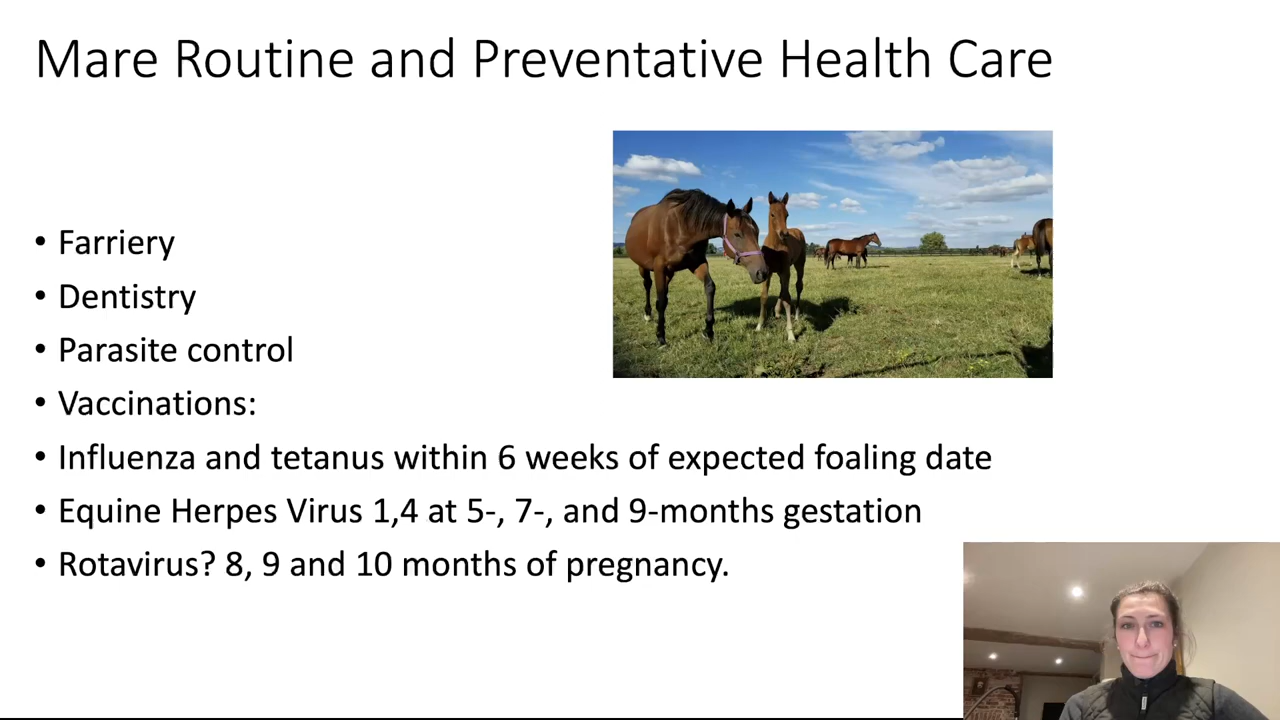 Mare Routine and Preventative Health Care
• Farriery
• Dentistry
• Parasite control
• Vaccinations:
• Influenza and tetanus within 6 weeks of expected foaling date
• Equine Herpes Virus 1,4 at 5-, 7-, and 9-months gestation
• Rotavirus? 8, 9 and 10 months of pregnancy.